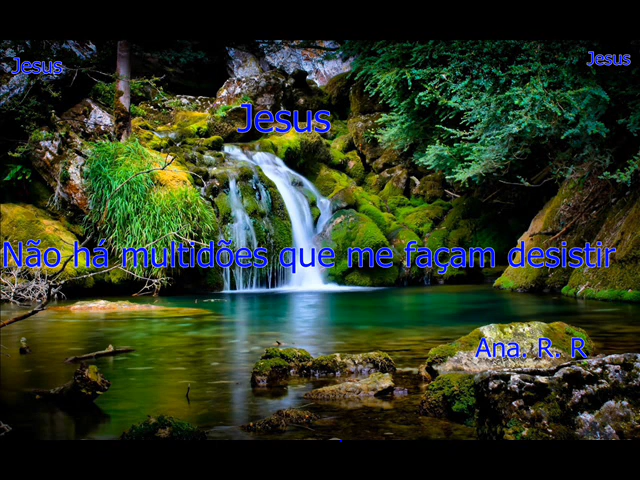 Jesus
Jesus
Jesus
Não há multidões que me façam desistir
Ana. R. R